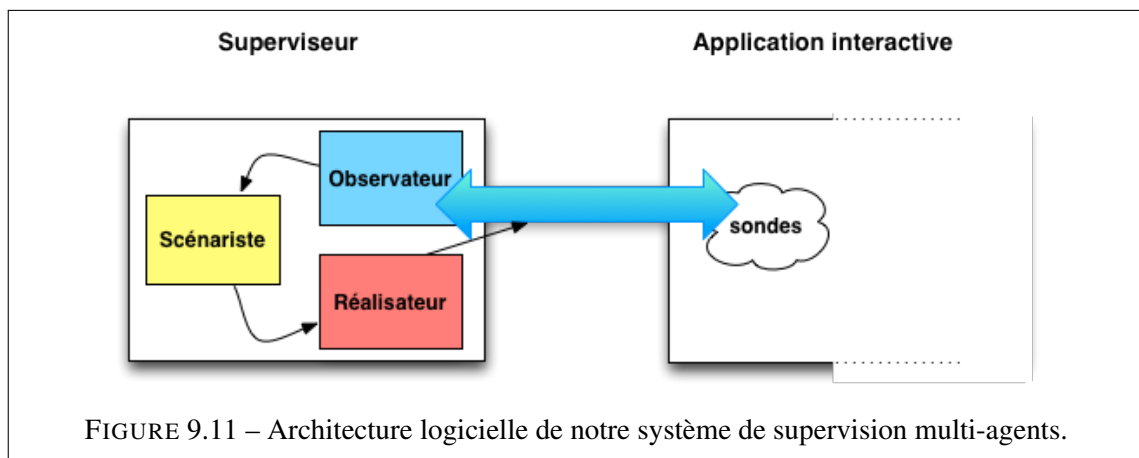 Superviseur
Application interactive
Observateur
Scénariste
sondes
Réalisateur
FIGURE 9.11 – Architecture logicielle de notre système de supervision multi-agents.